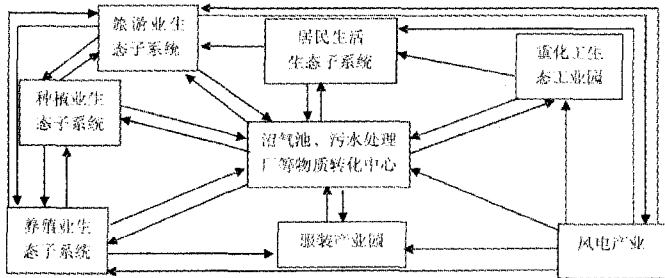 旅游业生
态子系统
居民生活
生态子系统
重化工生
态工业园
种植业生
态子系统
沼气池、污水处理
厂等物质转化中心
养殖业生
态子系统
服装产业园
风电产业